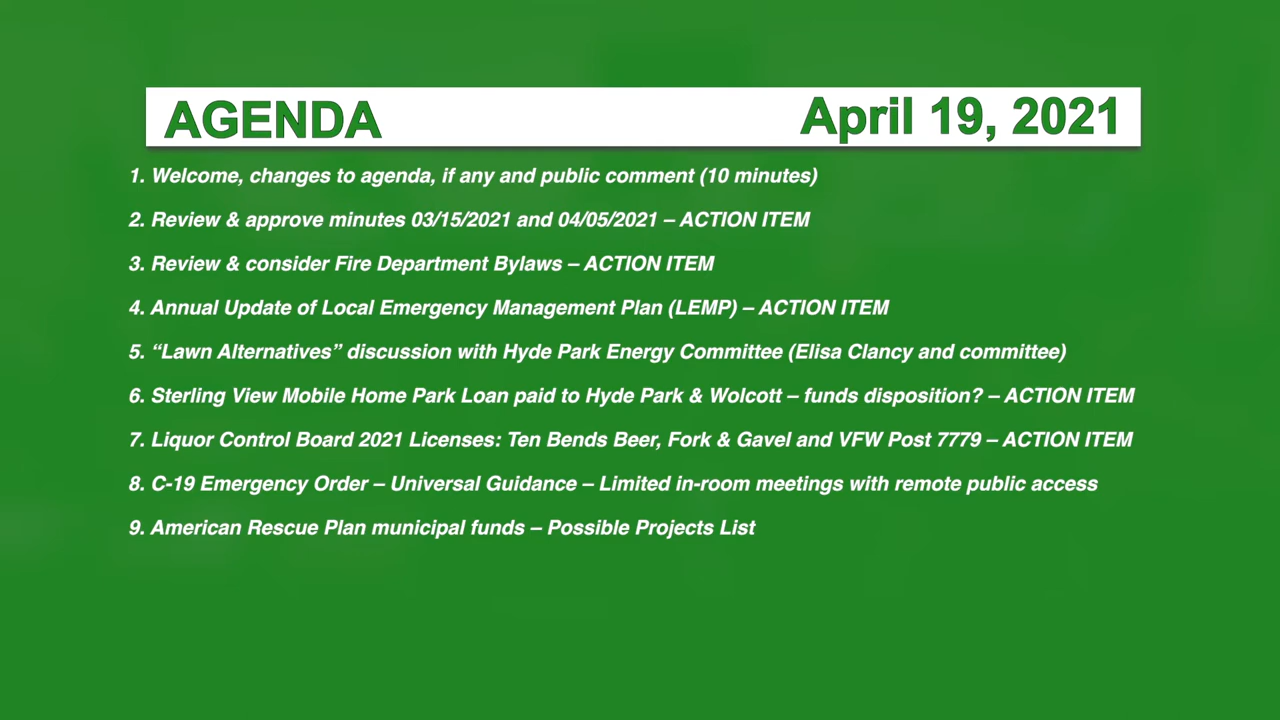 AGENDA April 19, 2021
1. Welcome, changes to agenda, if any and public comment (10 minutes)
2. Review & approve minutes 03/15/2021 and 04/05/2021 – ACTION ITEM
3. Review & consider Fire Department Bylaws – ACTION ITEM
4. Annual Update of Local Emergency Management Plan (LEMP) – ACTION ITEM
5. “Lawn Alternatives” discussion with Hyde Park Energy Committee (Elisa Clancy and committee)
6. Sterling View Mobile Home Park Loan paid to Hyde Park & Wolcott – funds disposition? – ACTION ITEM
7. Liquor Control Board 2021 Licenses: Ten Bends Beer, Fork & Gavel and VFW Post 7779 – ACTION ITEM
8. C-19 Emergency Order – Universal Guidance – Limited in-room meetings with remote public access
9. American Rescue Plan municipal funds – Possible Projects List